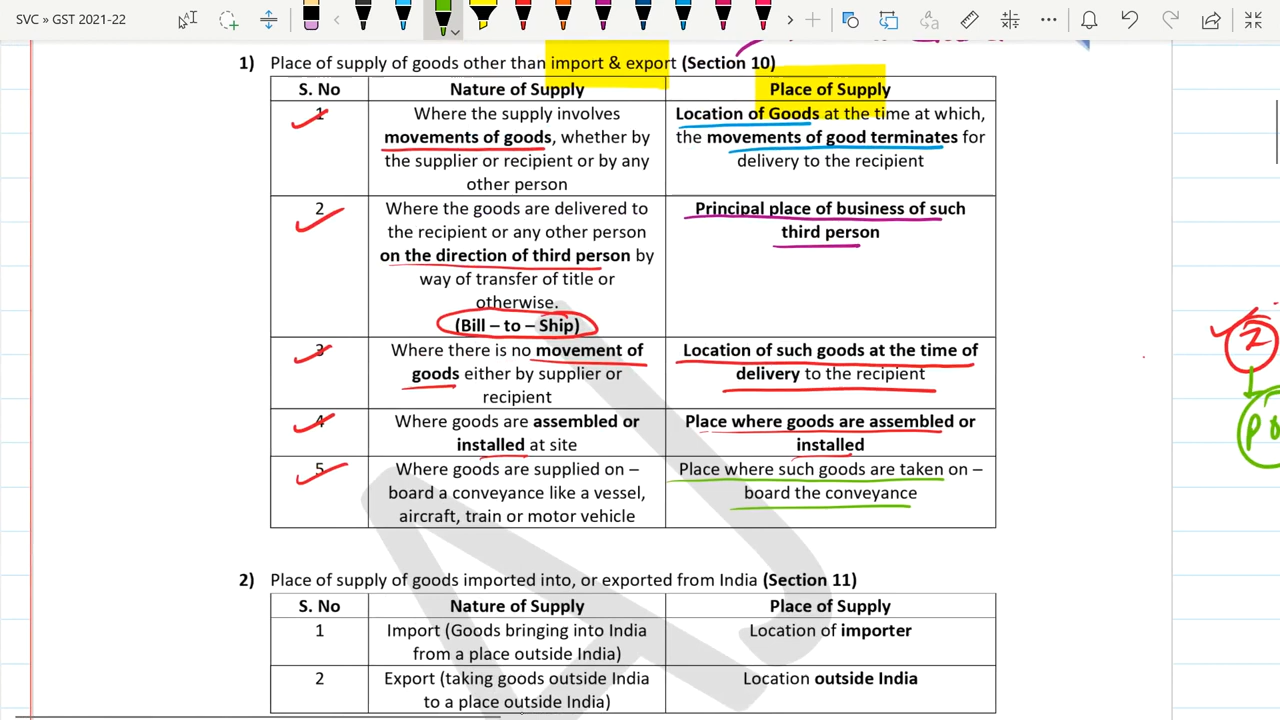 SVC > GST 2021-22
1) Place of supply of goods other than import & export (Section 10)
S. No Nature of Supply Place of Supply
1 Where the supply involves movements of goods, whether by the supplier or recipient or by any other person
Location of Goods at the time at which, the movements of good terminates for delivery to the recipient
2 Where the goods are delivered to the recipient or any other person on the direction of third person by way of transfer of title or otherwise. (Bill – to – Ship)
Principal place of business of such third person
3 Where there is no movement of goods either by supplier or recipient
Location of such goods at the time of delivery to the recipient
4 Where goods are assembled or installed at site
Place where goods are assembled or installed
5 Where goods are supplied on – board a conveyance like a vessel, aircraft, train or motor vehicle
Place where such goods are taken on – board the conveyance
2
2) Place of supply of goods imported into, or exported from India (Section 11)
S. No Nature of Supply Place of Supply
1 Import (Goods bringing into India from a place outside India)
Location of importer
2 Export (taking goods outside India to a place outside India)
Location outside India